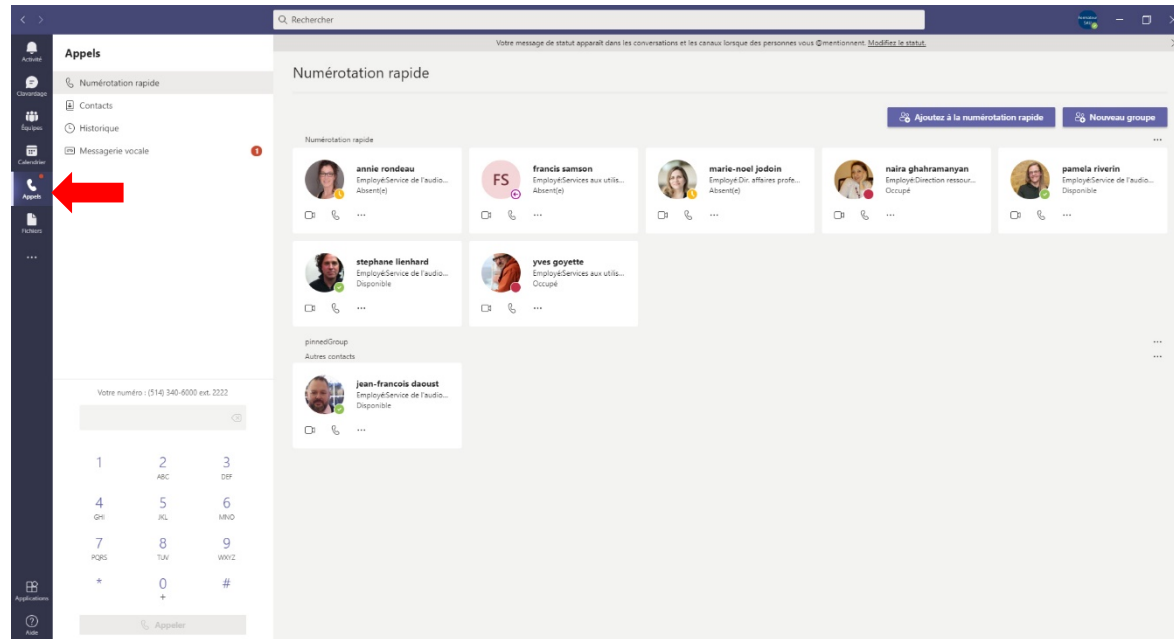 Rechercher
Activité
Clavardage
Équipes
Calendrier
Appels
Fichiers
Applications
Aide
Appels
Numérotation rapide
Contacts
Historique
Messagerie vocale 1
Votre numéro : (514) 340-6000 ext. 2222
1 2 3
ABC DEF
4 5 6
GHI JKL MNO
7 8 9
PQRS TUV WXYZ
* 0 #
+
Appeler
Votre message de statut apparaît dans les conversations et les canaux lorsque des personnes vous @mentionnent. Modifiez le statut.
Numérotation rapide
Ajoutez à la numérotation rapide
Nouveau groupe
Numérotation rapide
annie rondeau
Employé:Service de l'audio...
Absent(e)
FS
francis samson
Employé:Services aux utilis...
Absent(e)
marie-noel jodoin
Employé:Dir. affaires profe...
Absent(e)
naira ghahramanyan
Employé:Direction ressour...
Occupé
pamela riverin
Employé:Service de l'audio...
Disponible
stephane lienhard
Employé:Service de l'audio...
Disponible
yves goyette
Employé:Services aux utilis...
Occupé
pinnedGroup
Autres contacts
jean-francois daoust
Employé:Service de l'audio...
Disponible